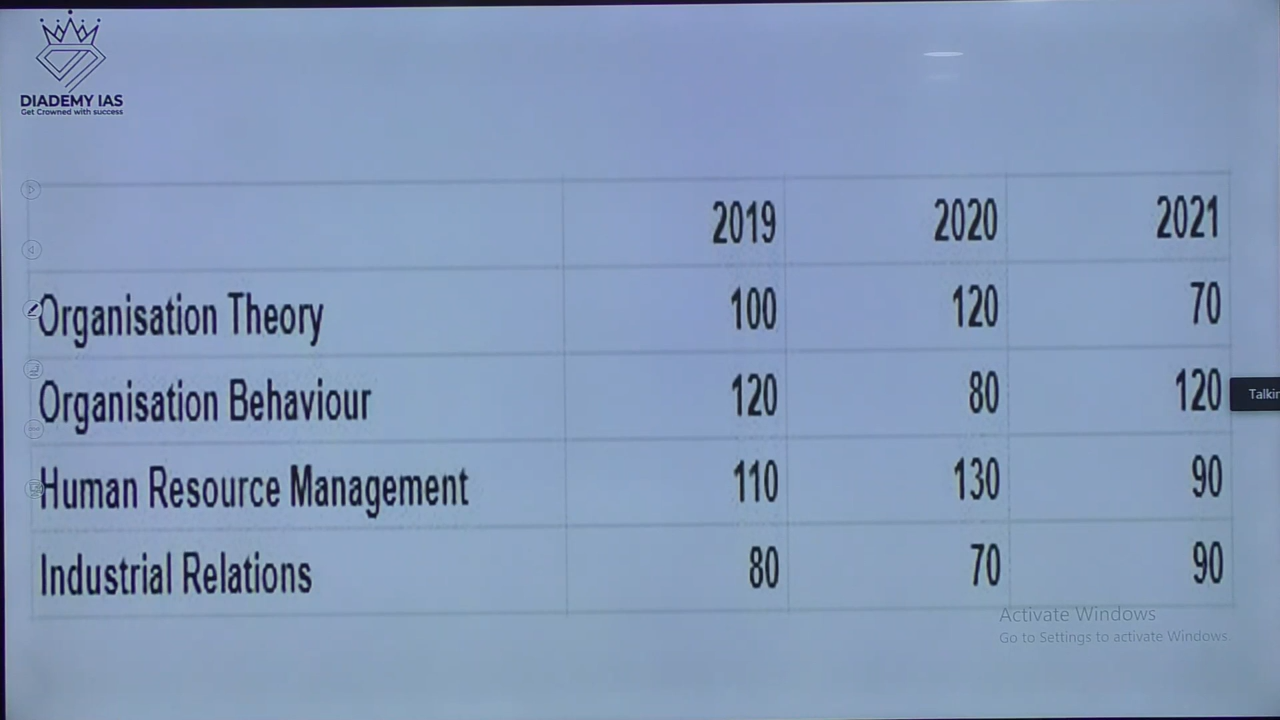 DIADEMY IAS
Get Crowned with success
2019 2020 2021
Organisation Theory 100 120 70
Organisation Behaviour 120 80 120
Human Resource Management 110 130 90
Industrial Relations 80 70 90
Activate Windows
Go to Settings to activate Windows.